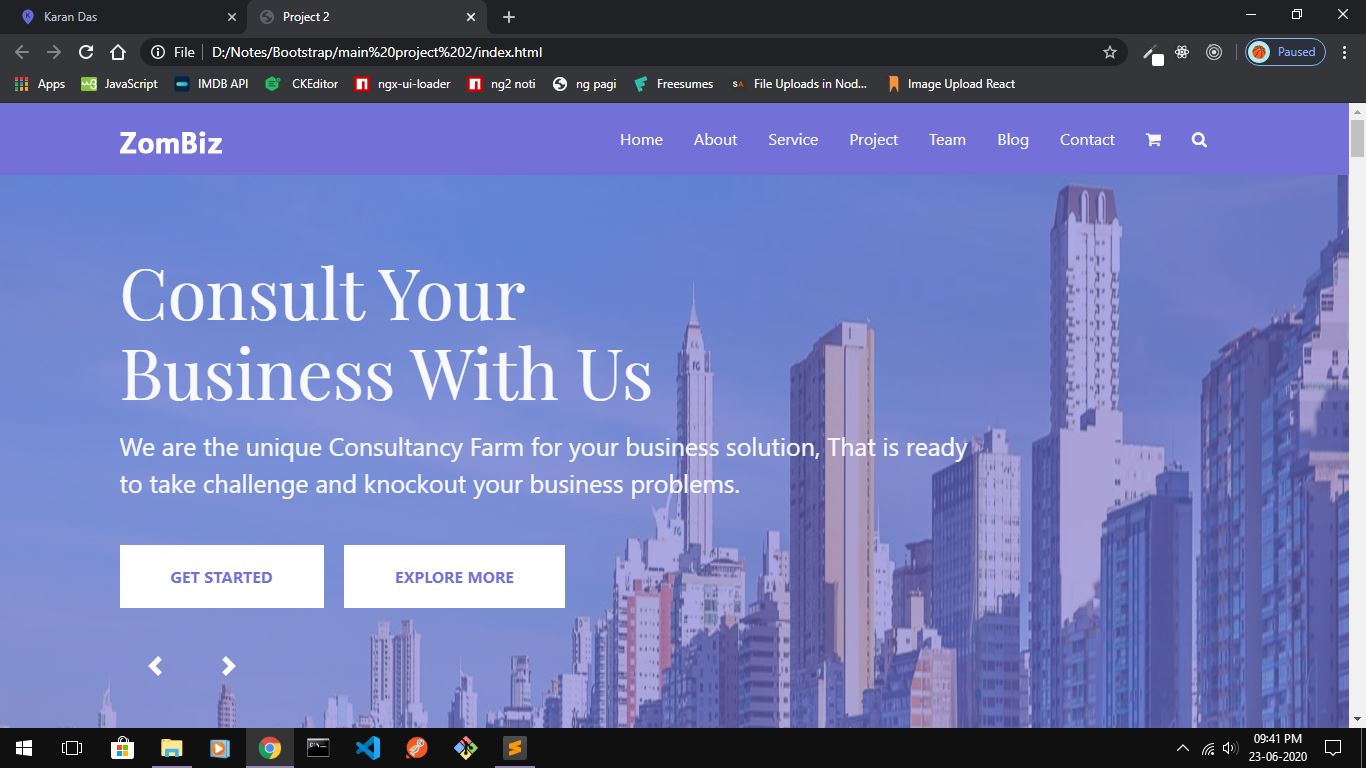 Karan Das
Project 2
File D:/Notes/Bootstrap/main%20project%202/index.html
Paused
Apps JavaScript IMDB API CKEditor ngx-ui-loader ng2 noti ng pagi Freesumes SA File Uploads in Nod... Image Upload React
ZomBiz
Home About Service Project Team Blog Contact
Consult Your
Business With Us
We are the unique Consultancy Farm for your business solution, That is ready
to take challenge and knockout your business problems.
GET STARTED EXPLORE MORE
09:41 PM
23-06-2020